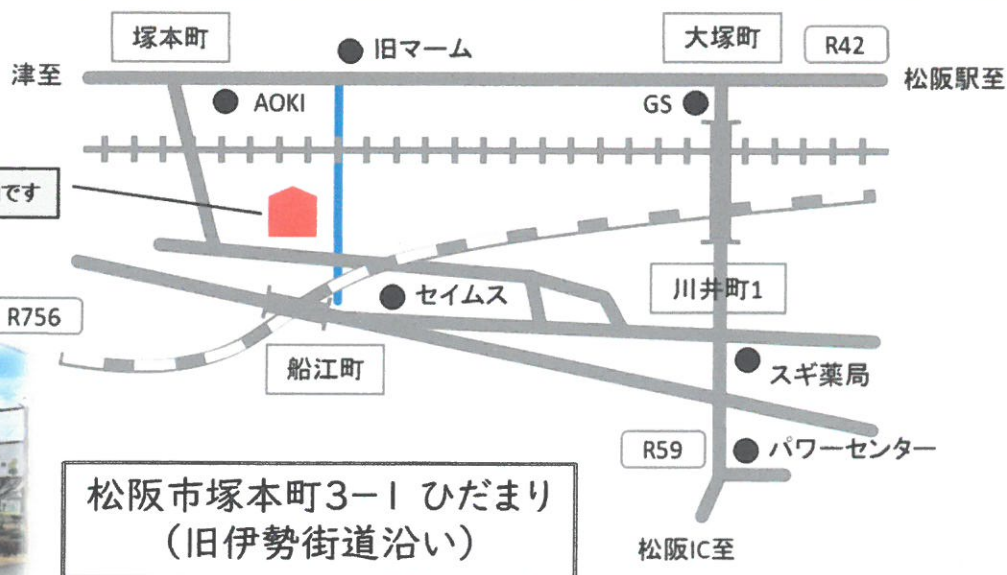 塚本町
旧マーム
大塚町
R42
津至
松阪駅至
AOKI
GS
です
セイムス
川井町1
R756
船江町
スギ薬局
R59
パワーセンター
松阪市塚本町3-1 ひだまり
(旧伊勢街道沿い)
松阪IC至